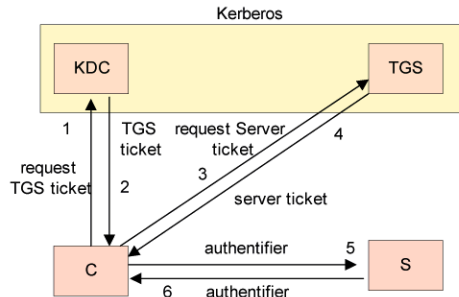 Kerberos
KDC
TGS
1
TGS
ticket
request Server
ticket
4
request
TGS ticket
2
3
server ticket
authentifier
5
C
S
6
authentifier